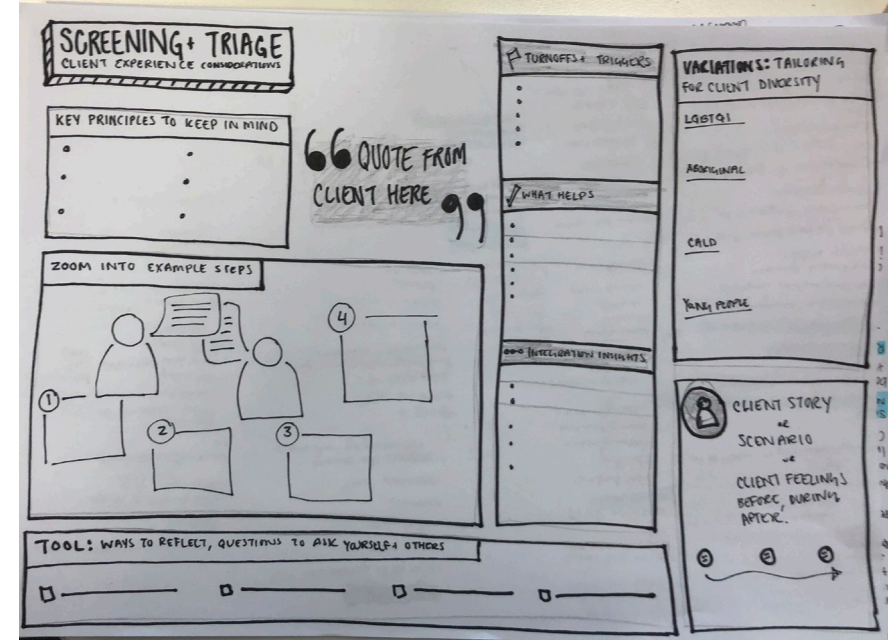 SCREENING + TRIAGE
CLIENT EXPERIENCE CONSIDERATIONS
KEY PRINCIPLES TO KEEP IN MIND
QUOTE FROM
CLIENT HERE
ZOOM INTO EXAMPLE STEPS
1
2
3
4
TURNOFFS + TRIGGERS
WHAT HELPS
INTEGRATION INSIGHTS
VARIATIONS: TAILORING
FOR CLIENT DIVERSITY
LGBTQI
ABORIGINAL
CALD
YOUNG PEOPLE
CLIENT STORY
OR
SCENARIO
OR
CLIENT FEELINGS
BEFORE, DURING
AFTER.
TOOL: WAYS TO REFLECT, QUESTIONS TO ASK YOURSELF + OTHERS